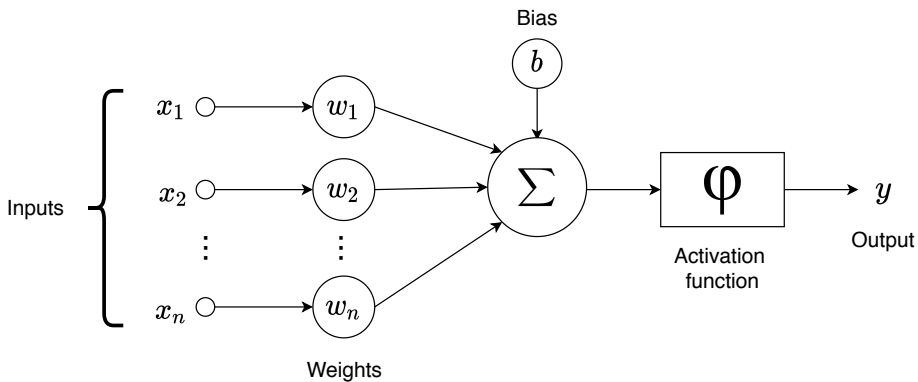 Bias
b
x₁ w₁
x₂ w₂ Σ φ y
Inputs
⋮ ⋮
Output
Activation
function
xₙ wₙ
Weights